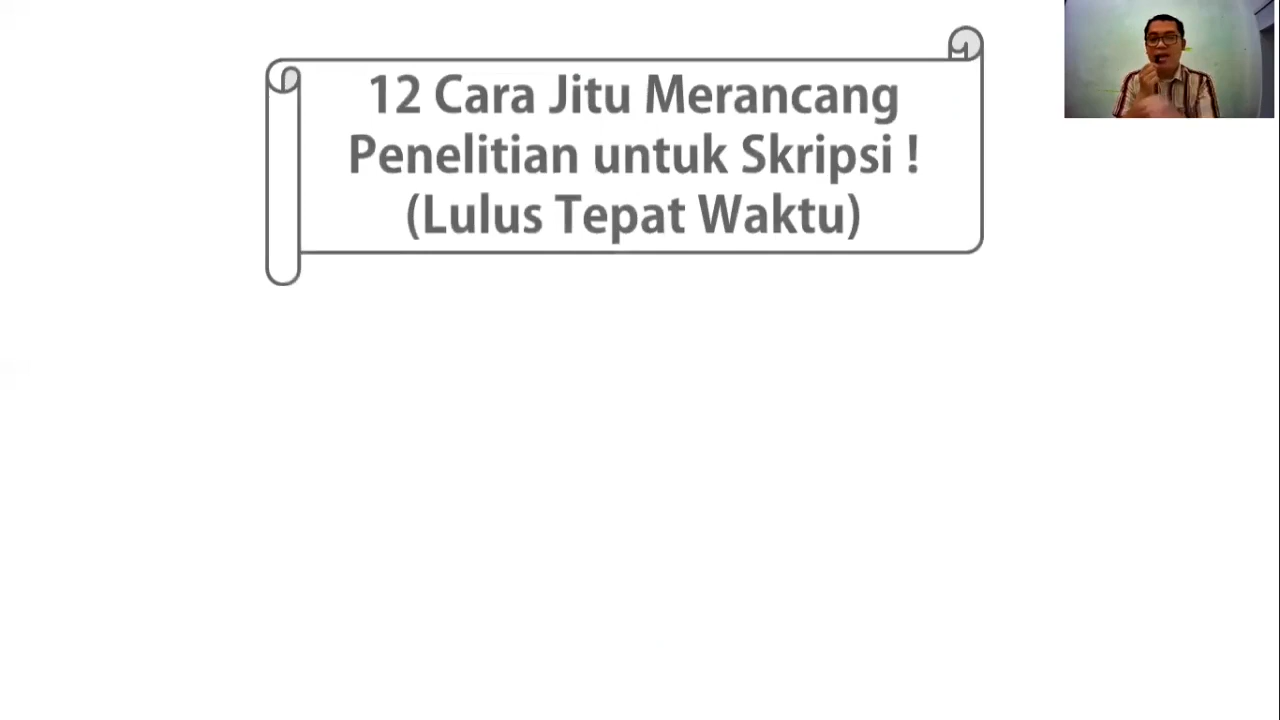 12 Cara Jitu Merancang
Penelitian untuk Skripsi !
(Lulus Tepat Waktu)